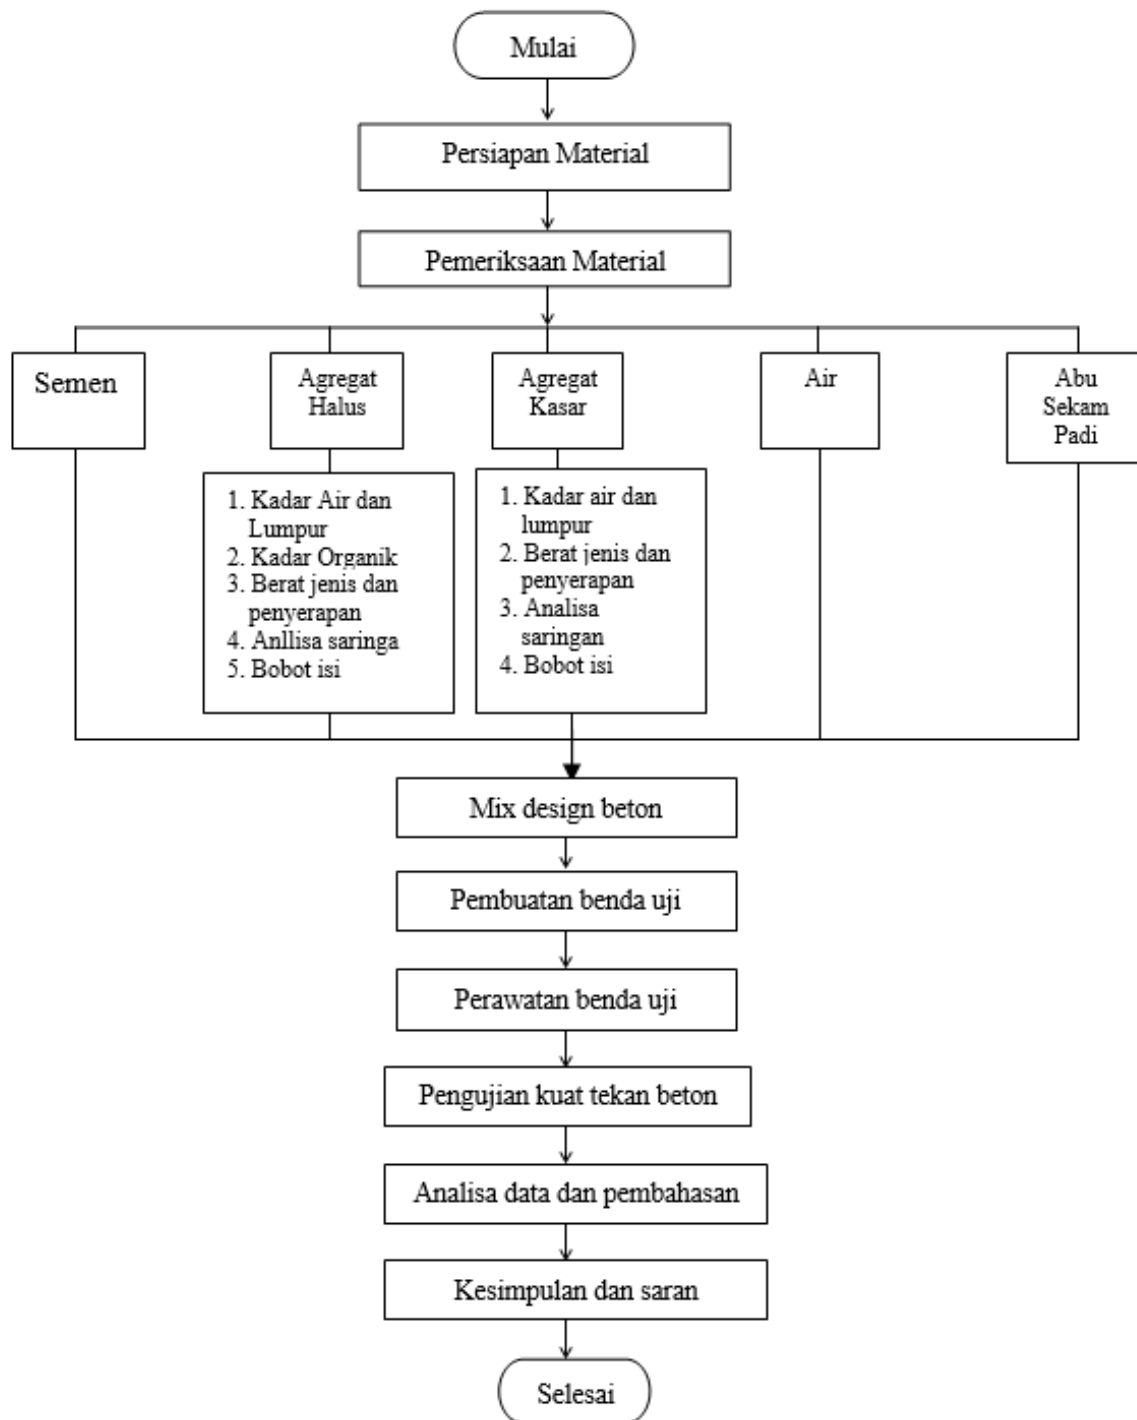 Mulai
Persiapan Material
Pemeriksaan Material
Semen
Agregat
Halus
Agregat
Kasar
Air
Abu
Sekam
Padi
1. Kadar Air dan
Lumpur
2. Kadar Organik
3. Berat jenis dan
penyerapan
4. Anllisa saringa
5. Bobot isi
1. Kadar air dan
lumpur
2. Berat jenis dan
penyerapan
3. Analisa
saringan
4. Bobot isi
Mix design beton
Pembuatan benda uji
Perawatan benda uji
Pengujian kuat tekan beton
Analisa data dan pembahasan
Kesimpulan dan saran
Selesai